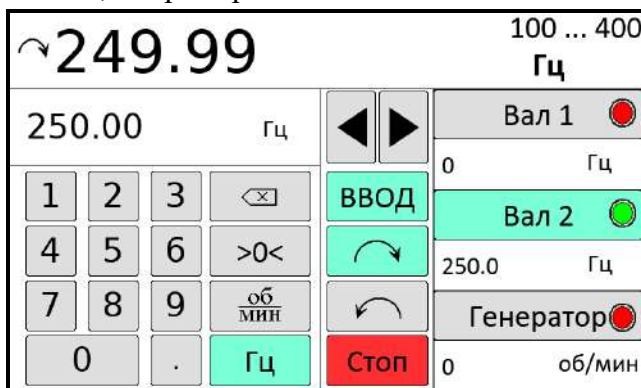 249.99
100 ... 400
Гц
250.00 Гц
Вал 1
0 Гц
1 2 3 ВВОД
Вал 2
4 5 6 >0<
250.0 Гц
7 8 9 об/мин
Генератор
0 . Гц Стоп
0 об/мин